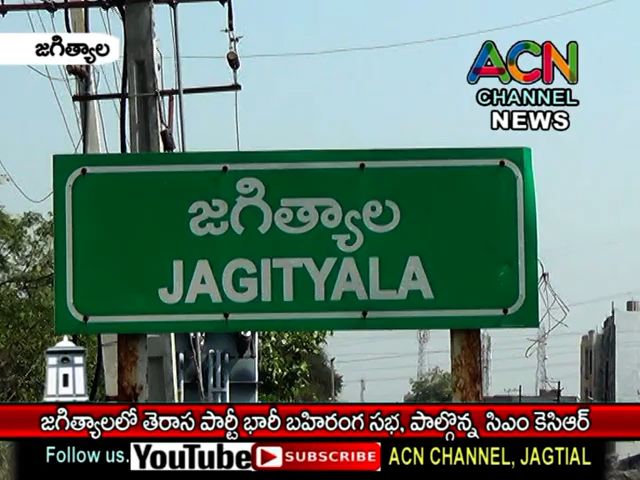 జగిత్యాల
ACN
CHANNEL
NEWS
జగిత్యాల
JAGITYALA
జగిత్యాలలో తెరాస పార్టీ భారీ బహిరంగ సభ, పాల్గొన్న సిఎం కెసిఆర్
Follow us. YouTube SUBSCRIBE ACN CHANNEL, JAGTIAL